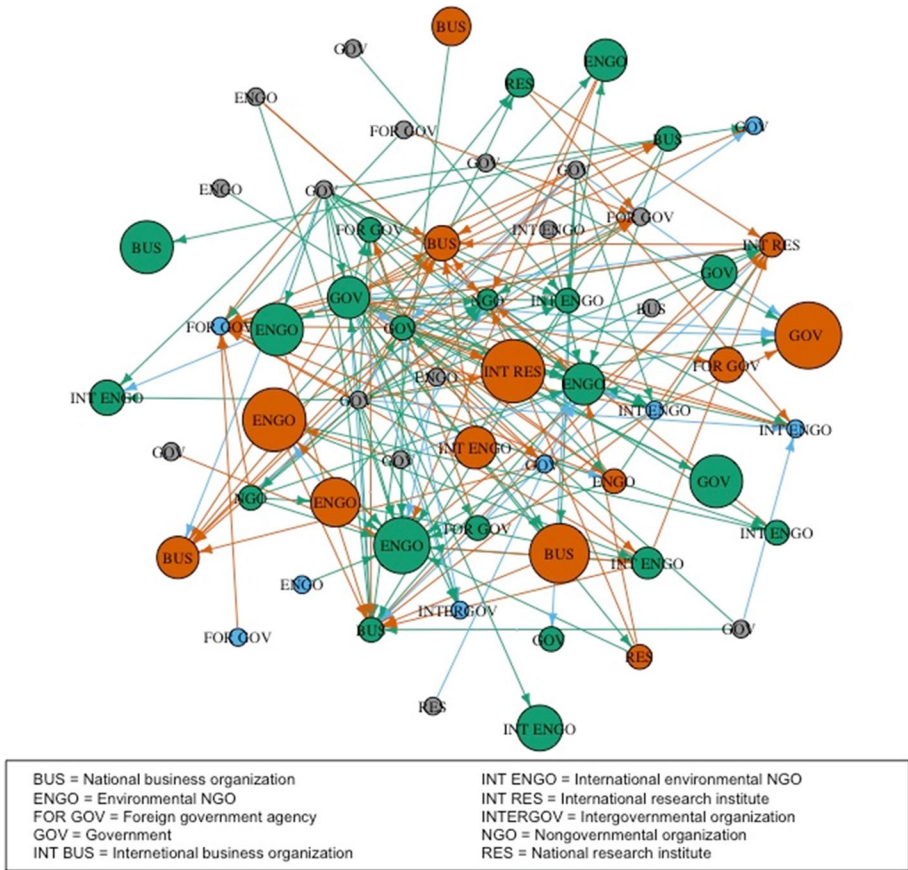 BUS
GOV
ENGO
RES
ENGO
FOR GOV
GOV
BUS
GOV
GOV
ENGO
GOV
FOR GOV
FOR GOV
INT ENGO
BUS
BUS
INT RES
GOV
GOV
NGO
INT ENGO
BUS
FOR GOV
ENGO
GOV
GOV
INT RES
FOR GOV
ENGO
ENGO
INT ENGO
GOV
INT ENGO
INT ENGO
ENGO
INT ENGO
GOV
GOV
GOV
ENGO
GOV
NGO
ENGO
FOR GOV
INT ENGO
ENGO
BUS
BUS
INT ENGO
ENGO
INTERGOV
FOR GOV
BUS
GOV
GOV
RES
RES
INT ENGO
BUS = National business organization
ENGO = Environmental NGO
FOR GOV = Foreign government agency
GOV = Government
INT BUS = Internetional business organization
INT ENGO = International environmental NGO
INT RES = International research institute
INTERGOV = Intergovernmental organization
NGO = Nongovernmental organization
RES = National research institute